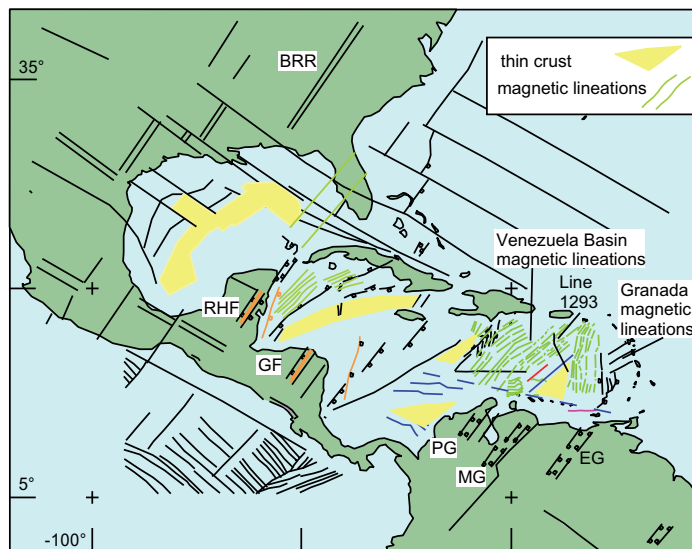 35°
BRR
thin crust
magnetic lineations
Venezuela Basin
magnetic lineations
Line
1293
Granada
magnetic
lineations
RHF
GF
PG
MG
EG
5°
-100°